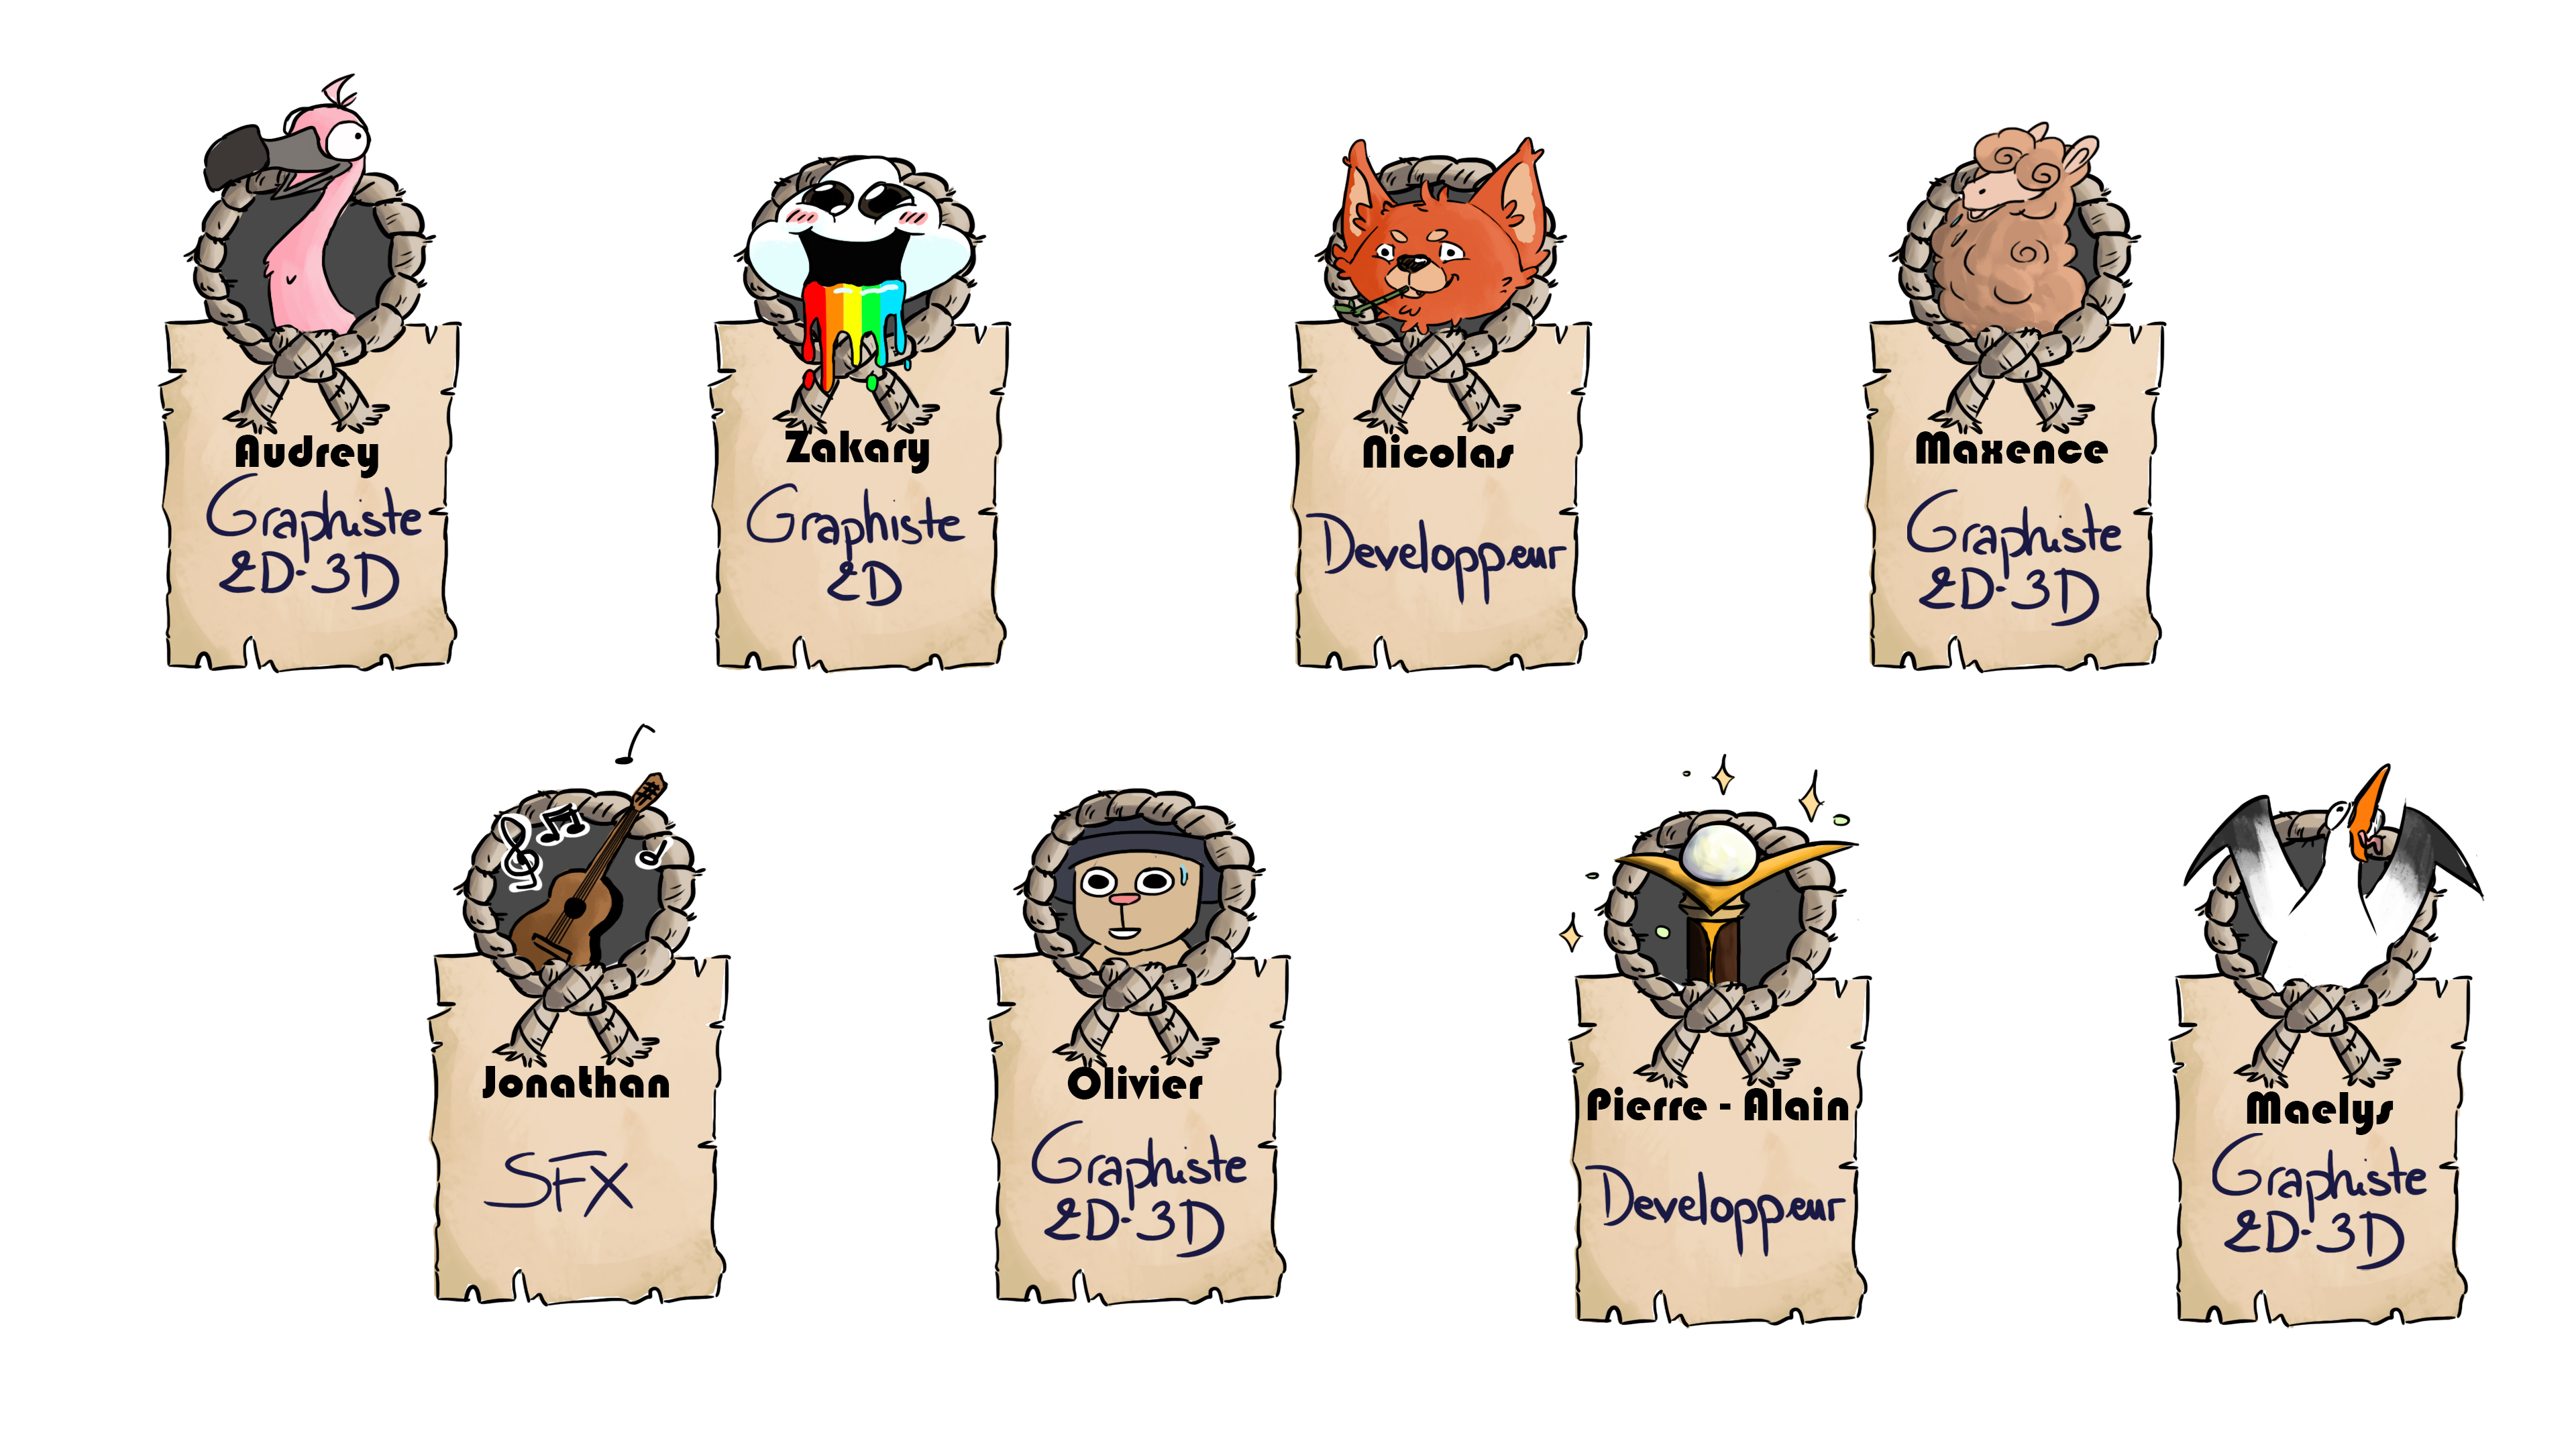 Audrey
Graphiste
2D-3D
Zakary
Graphiste
2D
Nicolas
Developpeur
Maxence
Graphiste
2D-3D
Jonathan
SFX
Olivier
Graphiste
2D-3D
Pierre - Alain
Developpeur
Maelys
Graphiste
2D-3D